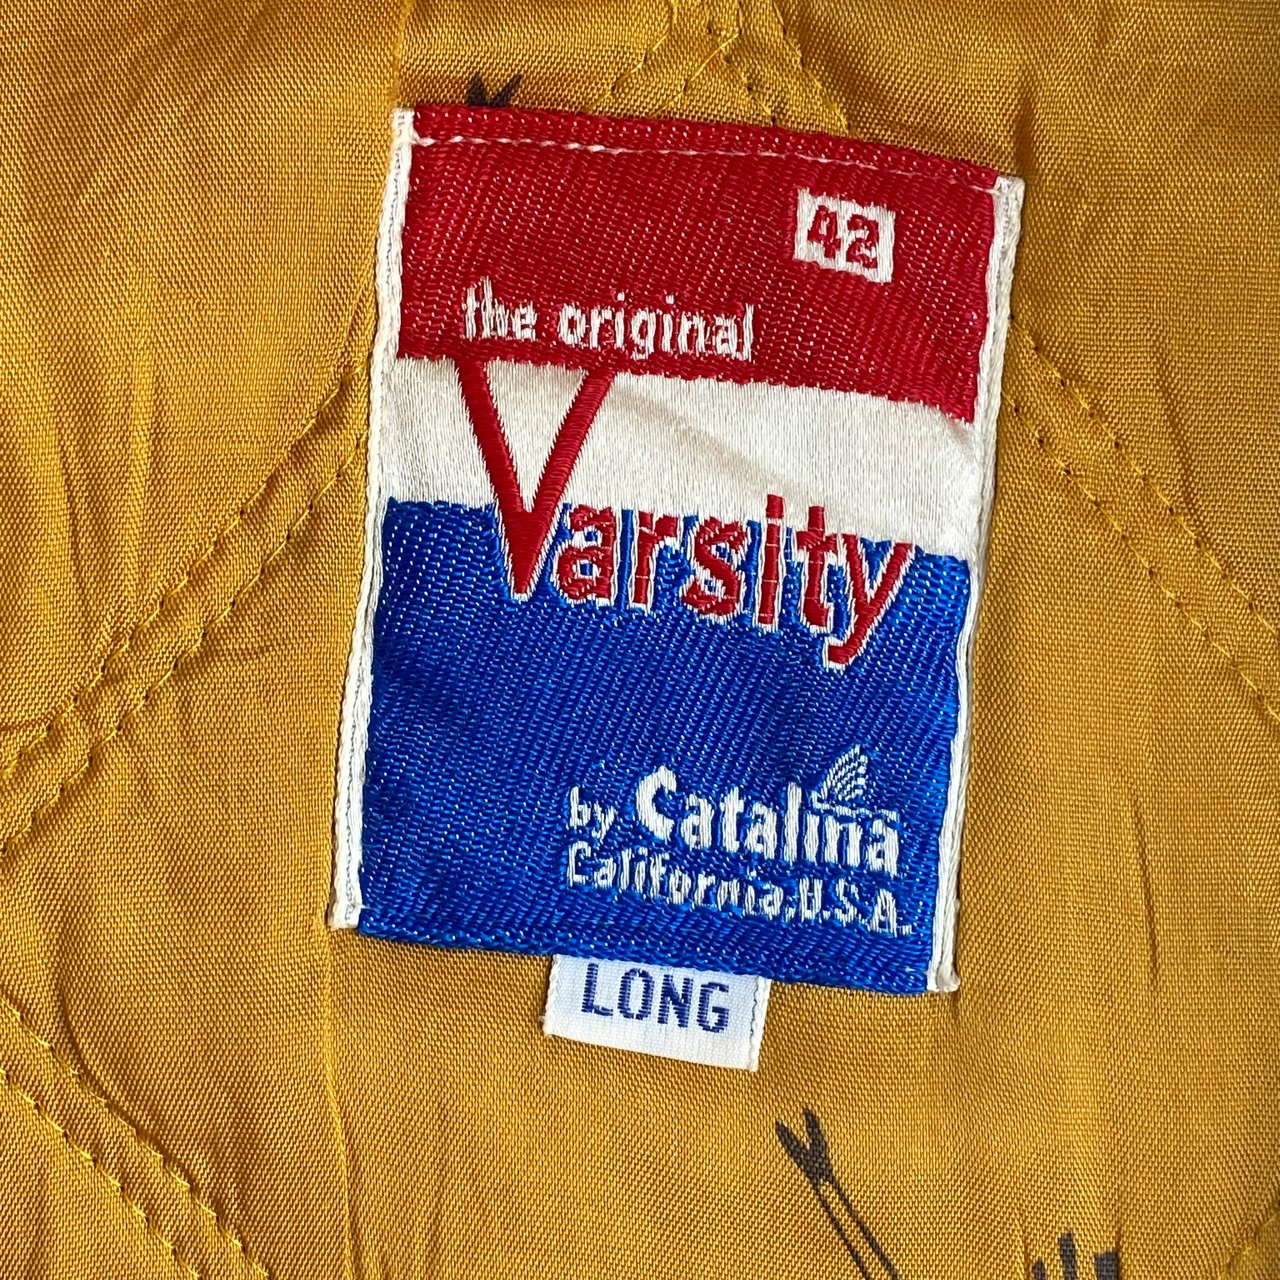 42
the original
Varsity
by Catalina
California, U.S.A.
LONG